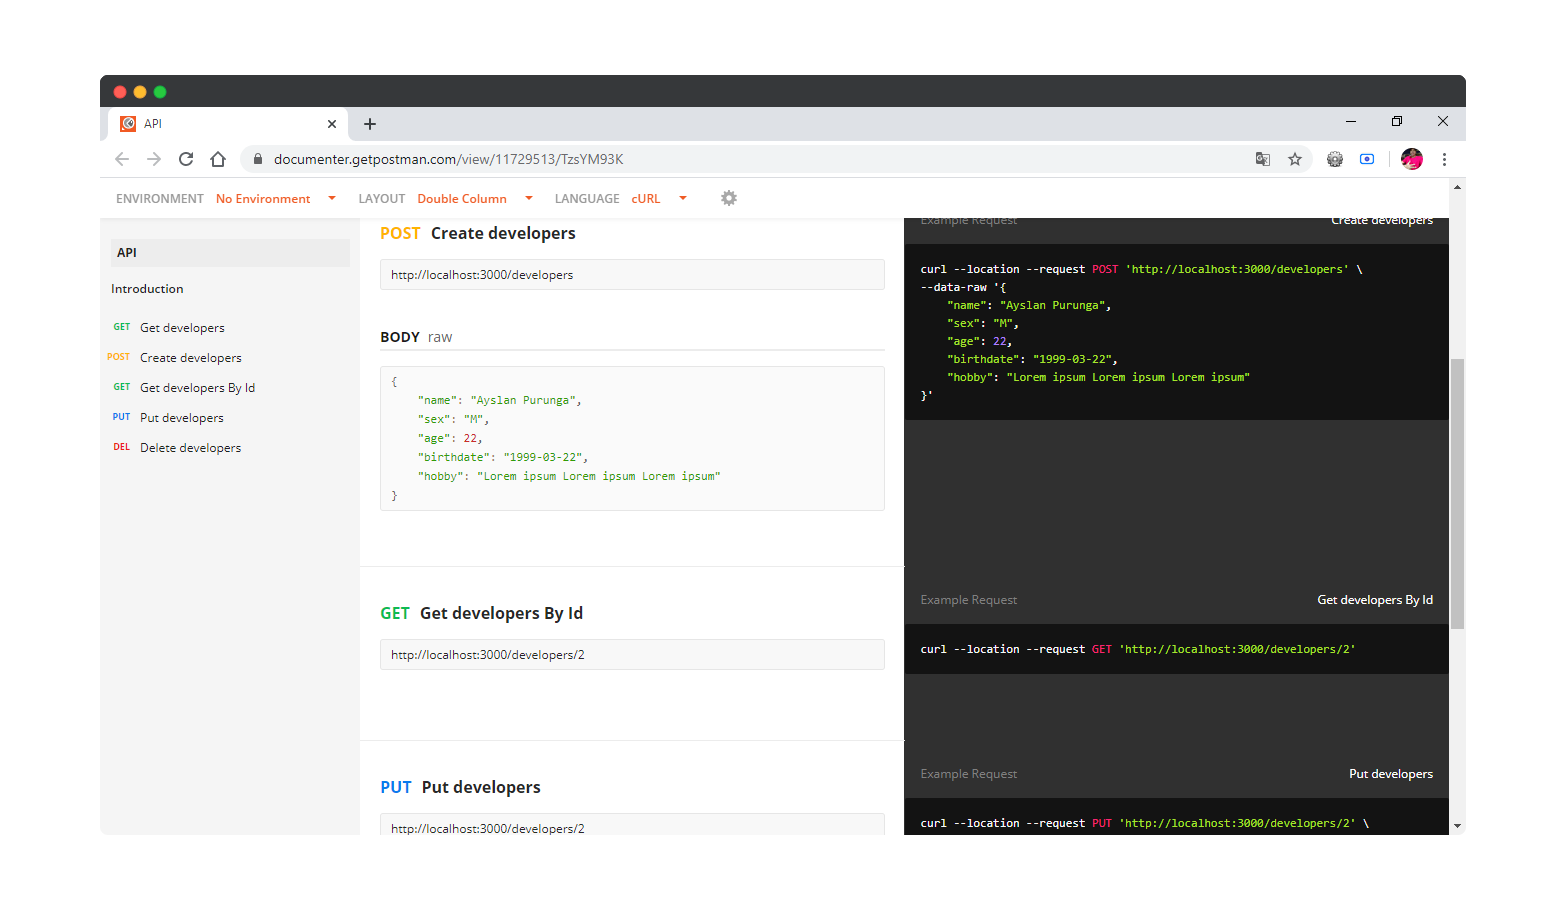 API
documenter.getpostman.com/view/11729513/TzsYM93K
ENVIRONMENT No Environment LAYOUT Double Column LANGUAGE cURL
API
Introduction
GET Get developers
POST Create developers
GET Get developers By Id
PUT Put developers
DEL Delete developers
POST Create developers
http://localhost:3000/developers
BODY raw
{
"name": "Ayslan Purunga",
"sex": "M",
"age": 22,
"birthdate": "1999-03-22",
"hobby": "Lorem ipsum Lorem ipsum Lorem ipsum"
}
GET Get developers By Id
http://localhost:3000/developers/2
PUT Put developers
http://localhost:3000/developers/2
Example Request Create developers
curl --location --request POST 'http://localhost:3000/developers' \
--data-raw '{
"name": "Ayslan Purunga",
"sex": "M",
"age": 22,
"birthdate": "1999-03-22",
"hobby": "Lorem ipsum Lorem ipsum Lorem ipsum"
}'
Example Request Get developers By Id
curl --location --request GET 'http://localhost:3000/developers/2'
Example Request Put developers
curl --location --request PUT 'http://localhost:3000/developers/2' \